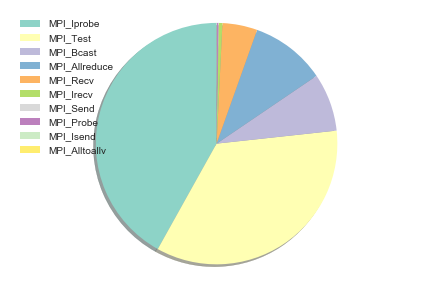 MPI_Iprobe
MPI_Test
MPI_Bcast
MPI_Allreduce
MPI_Recv
MPI_Irecv
MPI_Send
MPI_Probe
MPI_Isend
MPI_Alltoallv